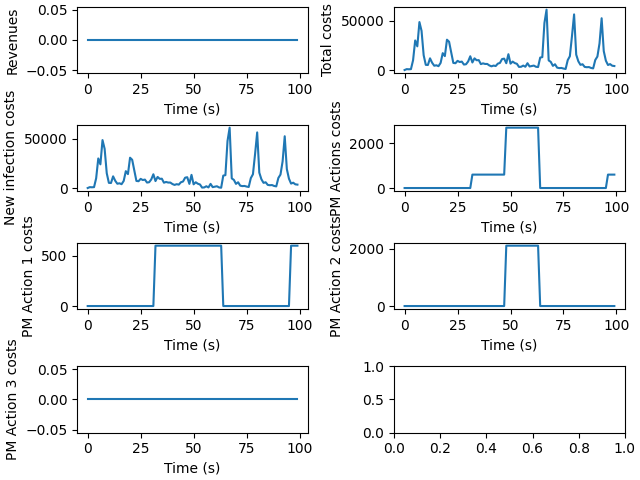 Revenues
0.05
0.00
−0.05
0 25 50 75 100
Time (s)
Total costs
50000
0
0 25 50 75 100
Time (s)
New infection costs
50000
0
0 25 50 75 100
Time (s)
PM Actions costs
2000
0
0 25 50 75 100
Time (s)
PM Action 1 costs
500
0
0 25 50 75 100
Time (s)
PM Action 2 costs
2000
0
0 25 50 75 100
Time (s)
PM Action 3 costs
0.05
0.00
−0.05
0 25 50 75 100
Time (s)
1.0
0.5
0.0
0.0 0.2 0.4 0.6 0.8 1.0